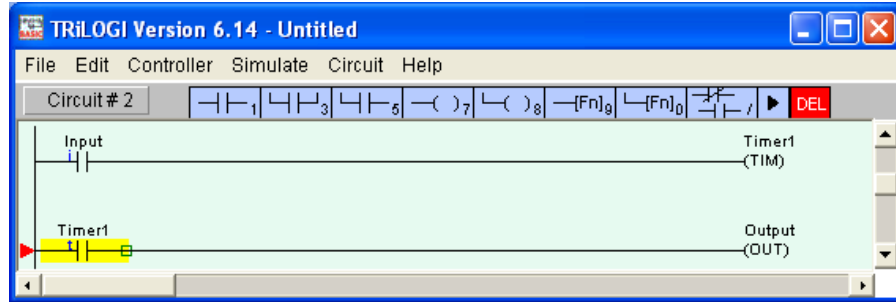 TRiLOGI Version 6.14 - Untitled
File Edit Controller Simulate Circuit Help
Circuit # 2 1 3 5 ( )7 ( )8 [Fn]9 [Fn]0 / DEL
Input Timer1
i (TIM)
Timer1 Output
t (OUT)